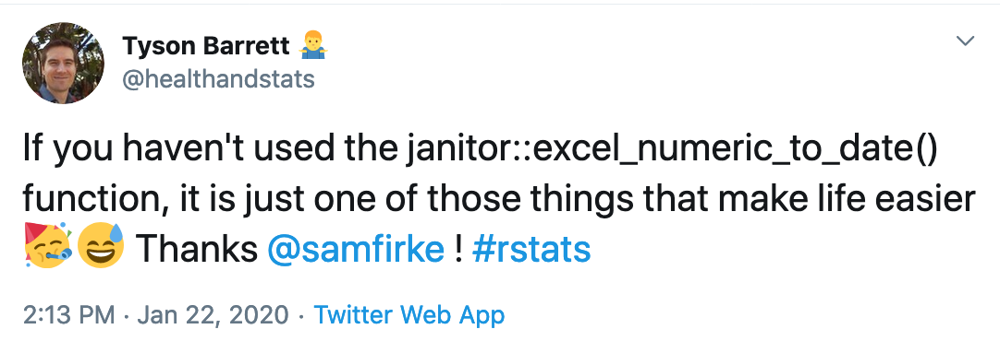 Tyson Barrett 🤷‍♂️
@healthandstats
If you haven't used the janitor::excel_numeric_to_date()
function, it is just one of those things that make life easier
🥳😅 Thanks @samfirke ! #rstats
2:13 PM · Jan 22, 2020 · Twitter Web App